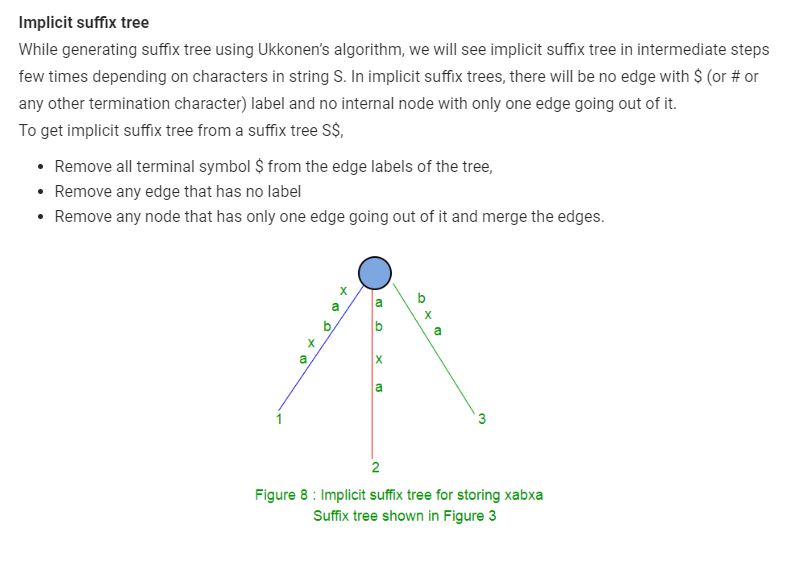 Implicit suffix tree
While generating suffix tree using Ukkonen’s algorithm, we will see implicit suffix tree in intermediate steps
few times depending on characters in string S. In implicit suffix trees, there will be no edge with $ (or # or
any other termination character) label and no internal node with only one edge going out of it.
To get implicit suffix tree from a suffix tree S$,
• Remove all terminal symbol $ from the edge labels of the tree,
• Remove any edge that has no label
• Remove any node that has only one edge going out of it and merge the edges.
x
a
b
x
a
1
a
b
x
a
2
b
x
a
3
Figure 8 : Implicit suffix tree for storing xabxa
Suffix tree shown in Figure 3